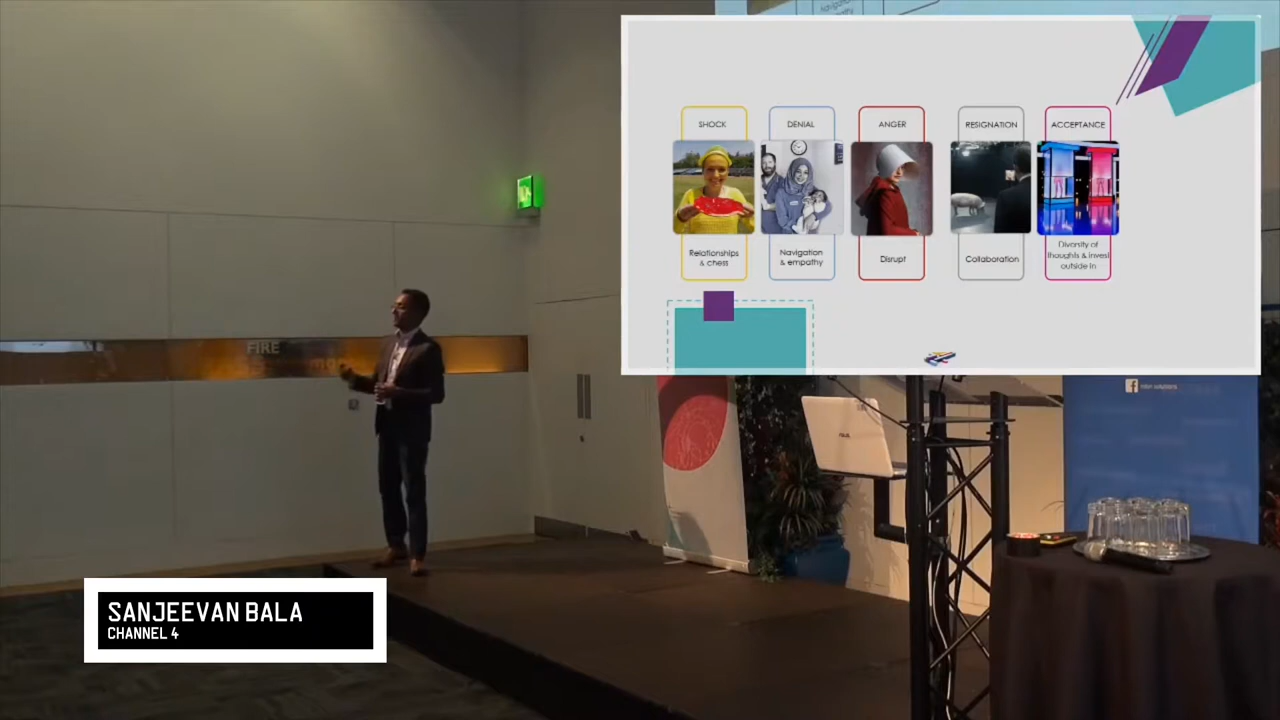 SHOCK
DENIAL
ANGER
RESIGNATION
ACCEPTANCE
Relationships
& chess
Navigation
& empathy
Disrupt
Collaboration
Diversity of
thoughts & invest
outside in
FIRE
SANJEEVAN BALA
CHANNEL 4